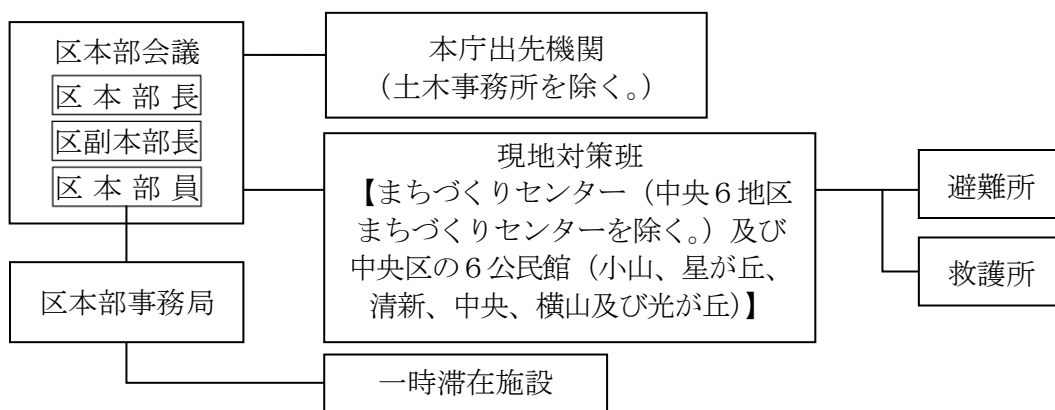 区本部会議
区本部長
区副本部長
区本部員
区本部事務局
本庁出先機関
（土木事務所を除く。）
現地対策班
【まちづくりセンター（中央６地区
まちづくりセンターを除く。）及び
中央区の６公民館（小山、星が丘、
清新、中央、横山及び光が丘）】
一時滞在施設
避難所
救護所